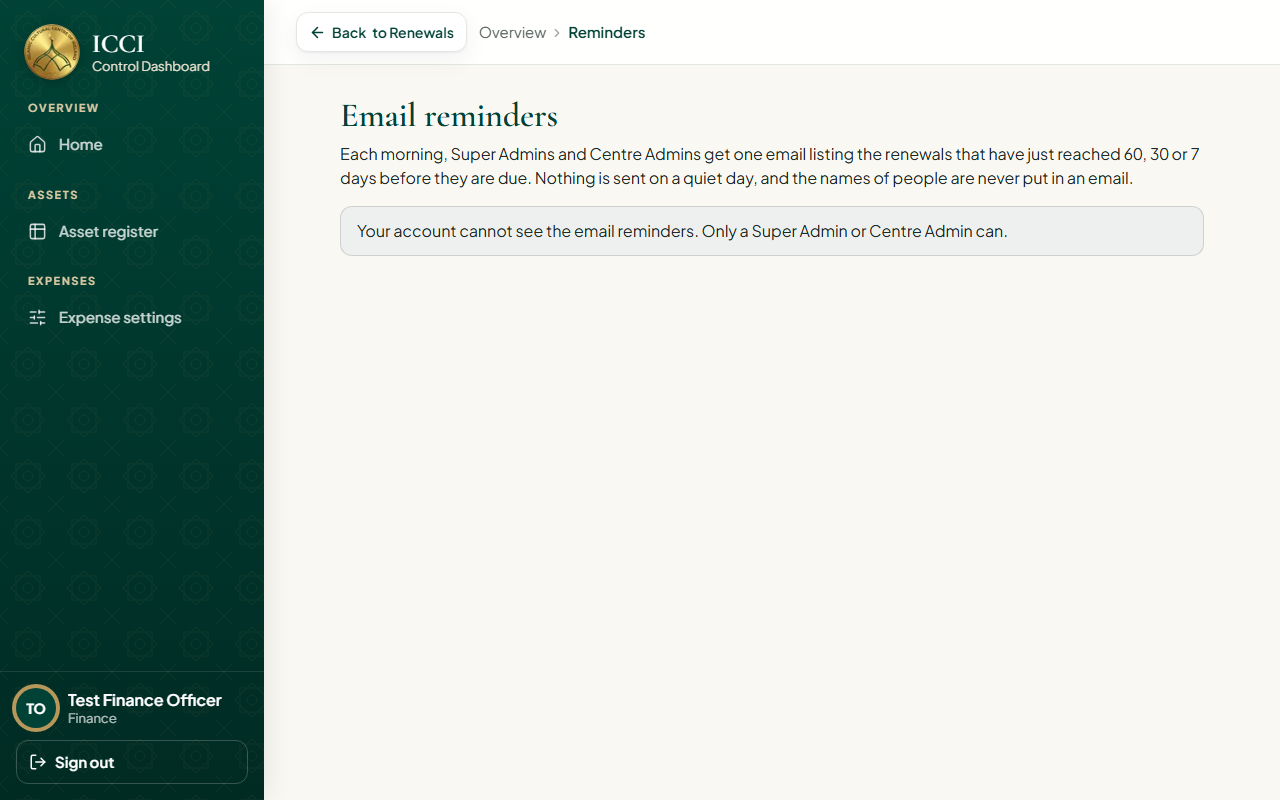 ICCI
Control Dashboard
OVERVIEW
Home
ASSETS
Asset register
EXPENSES
Expense settings
TO
Test Finance Officer
Finance
Sign out
Back to Renewals
Overview › Reminders
Email reminders
Each morning, Super Admins and Centre Admins get one email listing the renewals that have just reached 60, 30 or 7
days before they are due. Nothing is sent on a quiet day, and the names of people are never put in an email.
Your account cannot see the email reminders. Only a Super Admin or Centre Admin can.